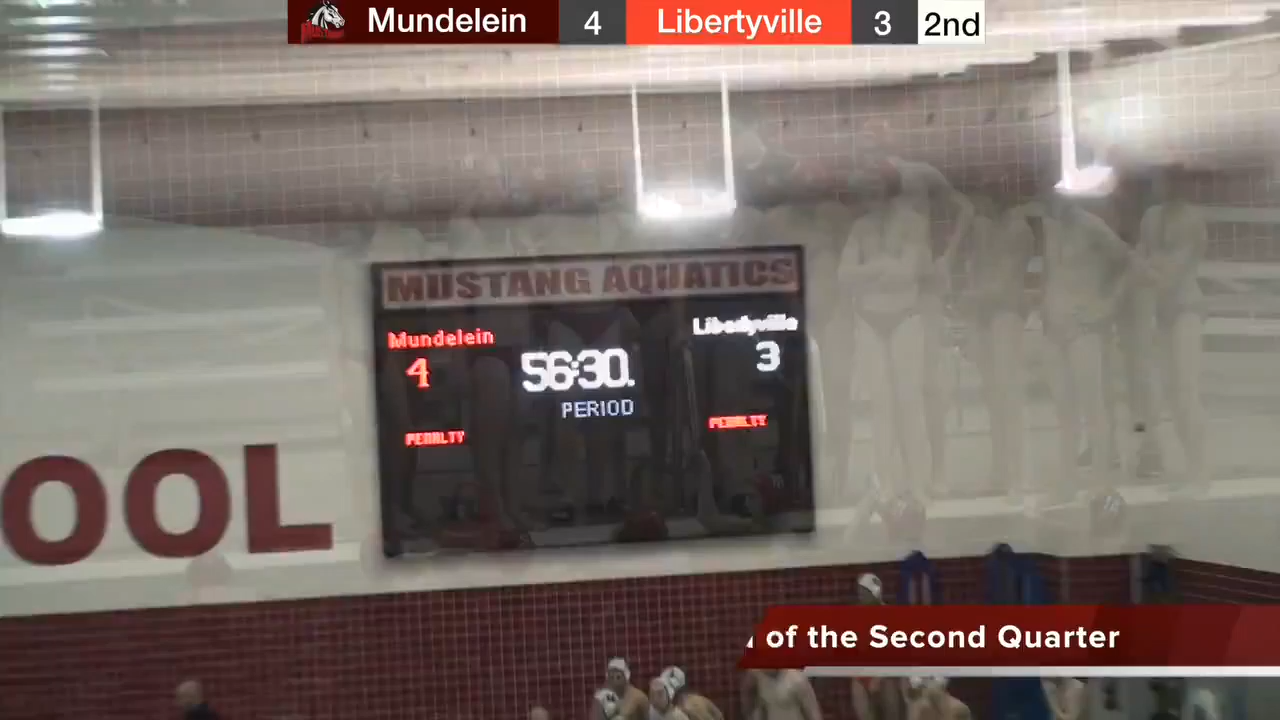 Mundelein 4 Libertyville 3 2nd
MUSTANG AQUATICS
Mundelein Libertyville
4 56:30. 3
PERIOD
PENALTY PENALTY
OOL
of the Second Quarter